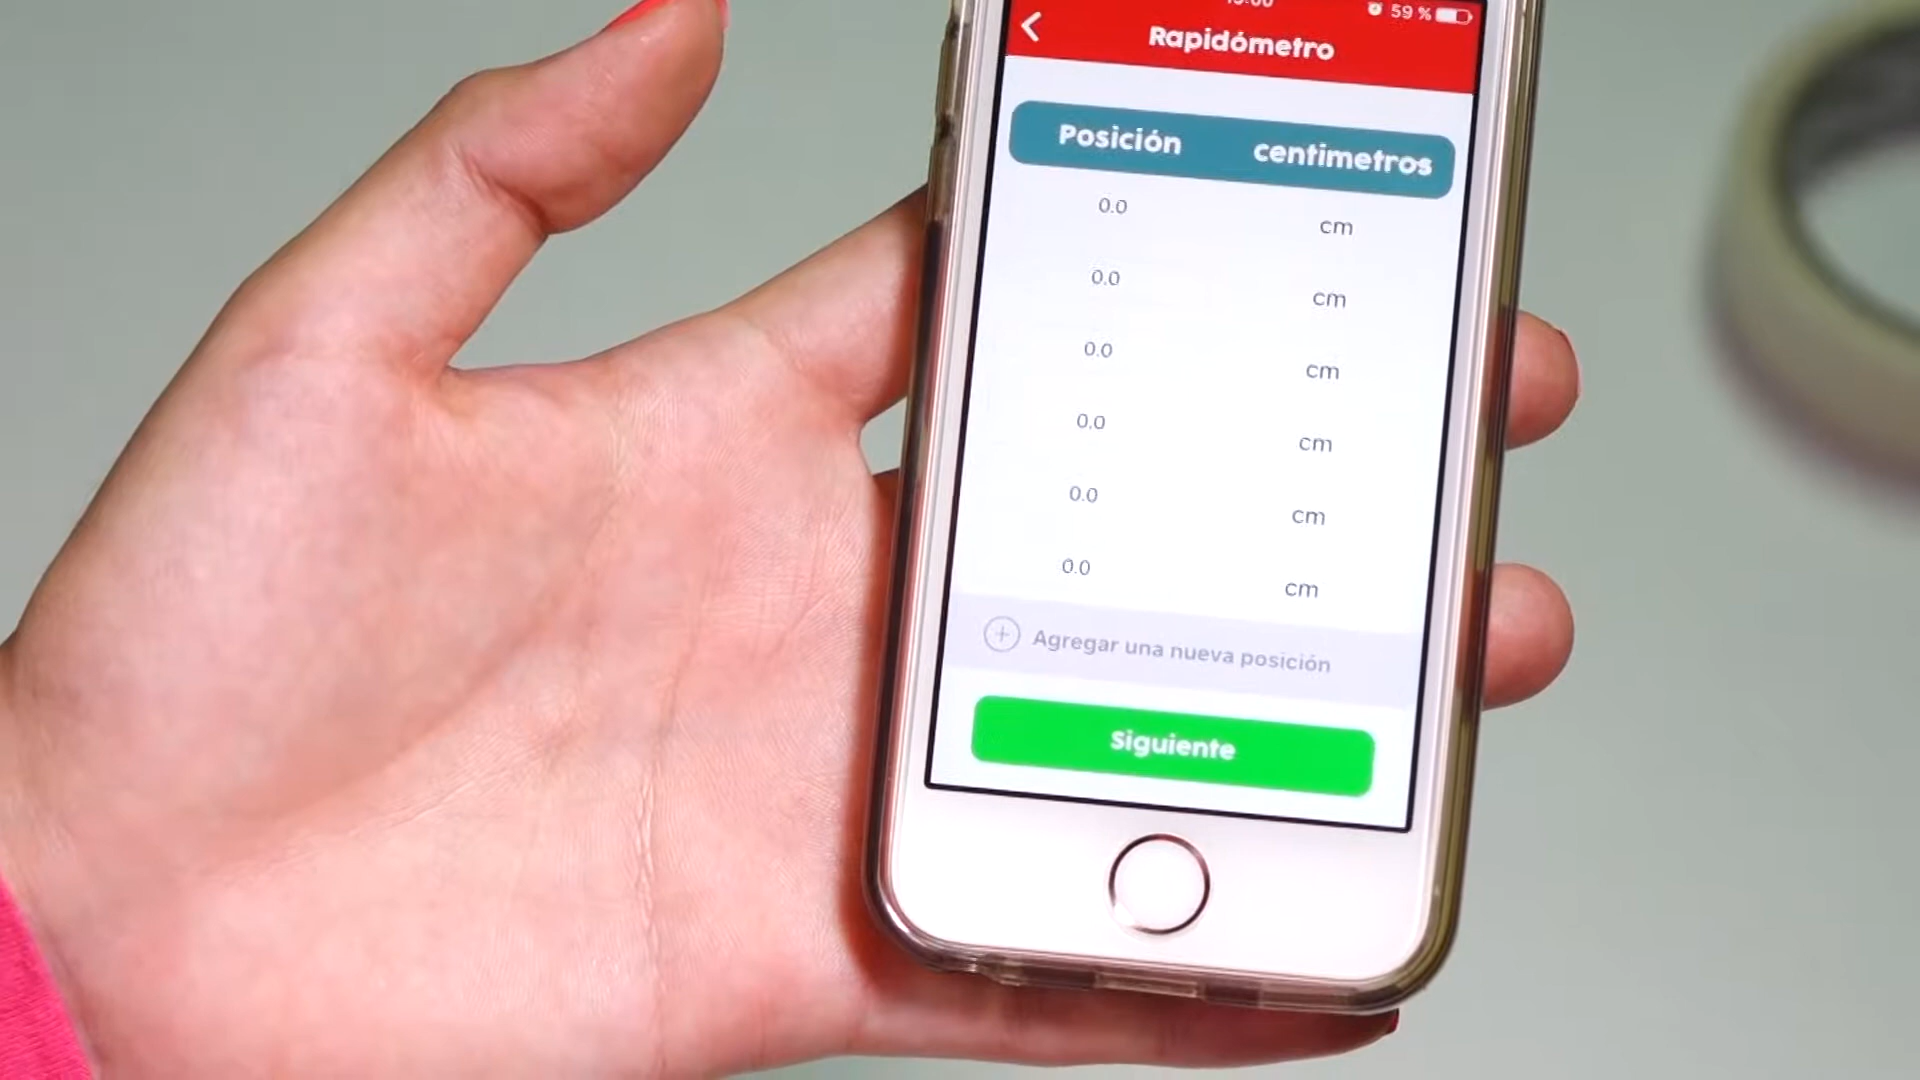 59 %
Rapidómetro
Posición centimetros
0.0 cm
0.0 cm
0.0 cm
0.0 cm
0.0 cm
0.0 cm
Agregar una nueva posición
Siguiente